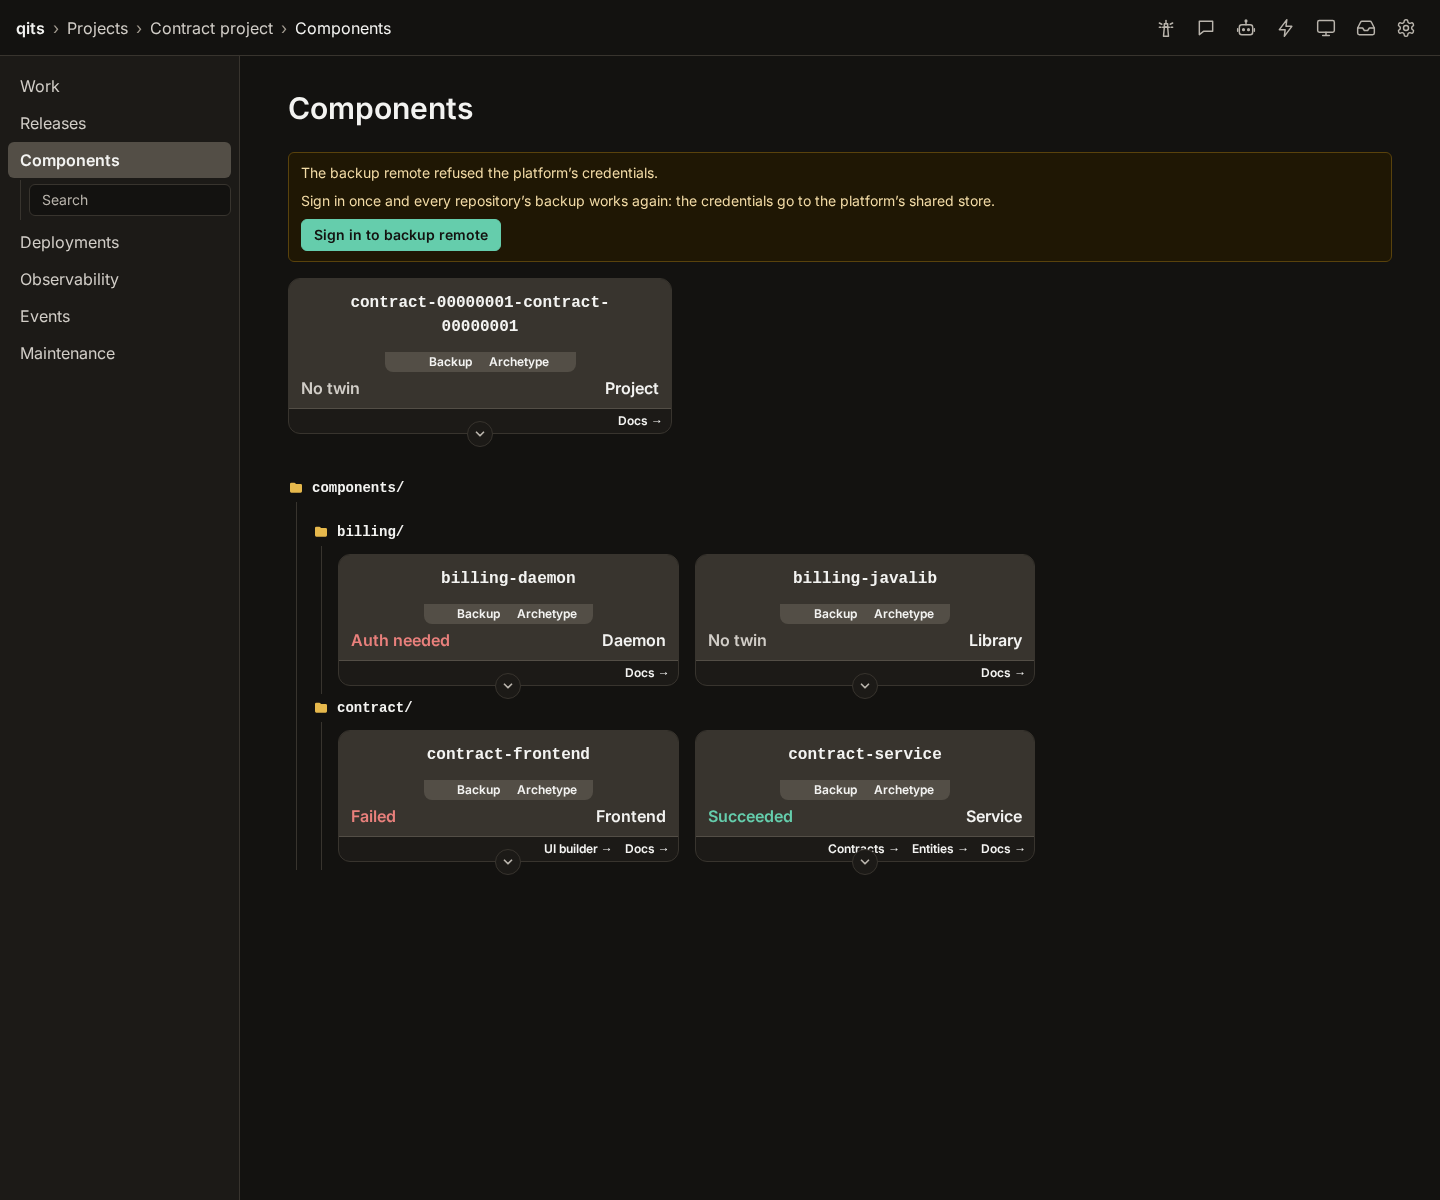 qits › Projects › Contract project › Components
Work
Releases
Components
Search
Deployments
Observability
Events
Maintenance
Components
The backup remote refused the platform’s credentials.
Sign in once and every repository’s backup works again: the credentials go to the platform’s shared store.
Sign in to backup remote
contract-00000001-contract-
00000001
Backup Archetype
No twin Project
Docs →
components/
billing/
billing-daemon
Backup Archetype
Auth needed Daemon
Docs →
billing-javalib
Backup Archetype
No twin Library
Docs →
contract/
contract-frontend
Backup Archetype
Failed Frontend
UI builder → Docs →
contract-service
Backup Archetype
Succeeded Service
Contracts → Entities → Docs →